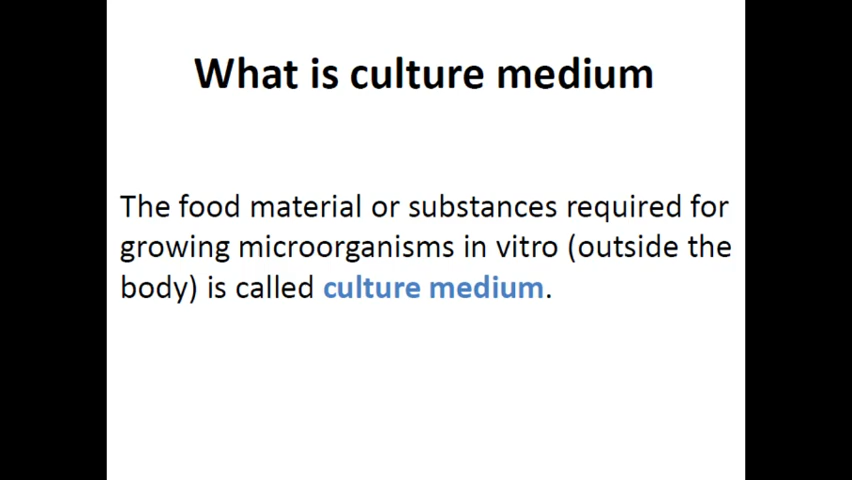 What is culture medium
The food material or substances required for
growing microorganisms in vitro (outside the
body) is called culture medium.